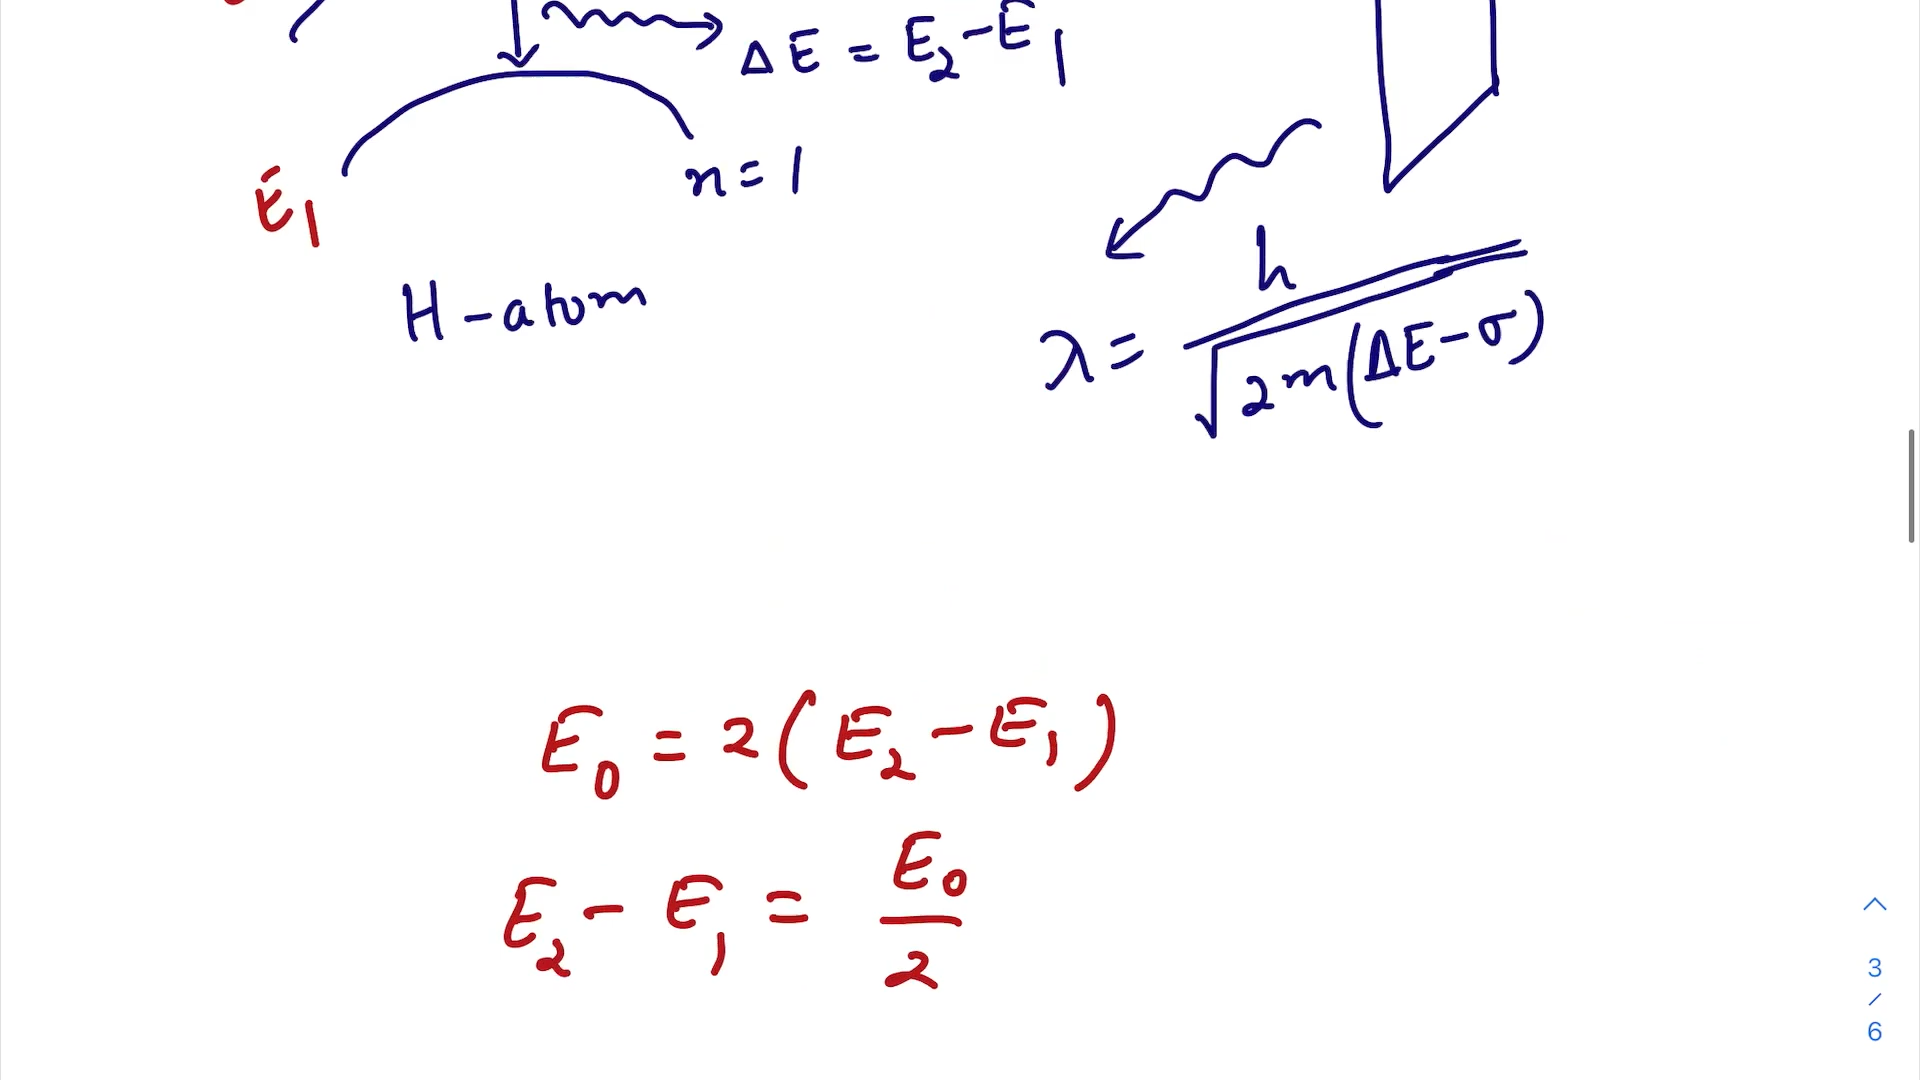 ΔE = E₂-E₁
n = 1
E₁
H-atom
λ = h/√2m(ΔE-σ)
E₀ = 2(E₂-E₁)
E₂ - E₁ = E₀/2
3
/
6